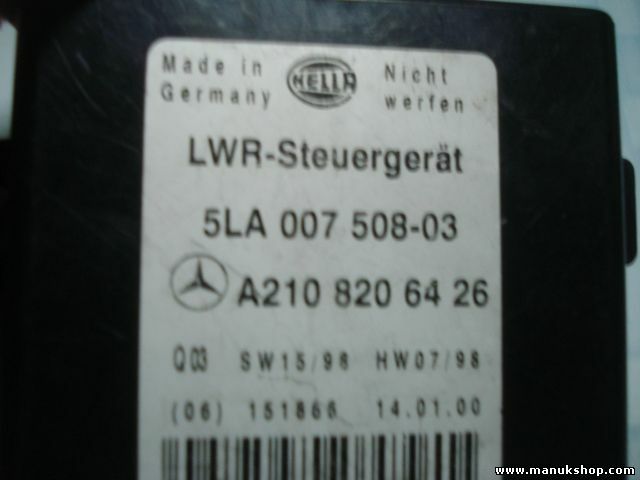 Made in Germany
HELLA
Nicht werfen
LWR-Steuergerät
5LA 007 508-03
A210 820 64 26
Q03 SW15/98 HW07/98
(06) 151866 14.01.00
www.manukshop.com